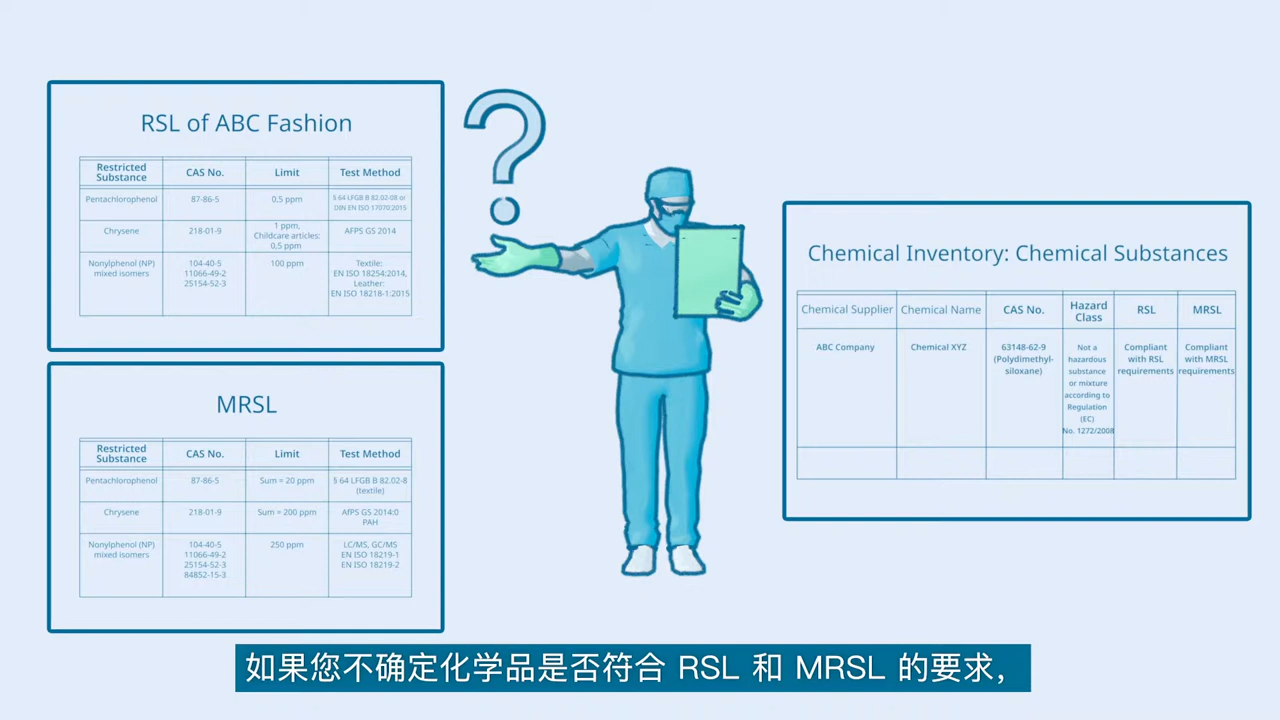 RSL of ABC Fashion
Restricted Substance CAS No. Limit Test Method
Pentachlorophenol 87-86-5 0,5 ppm § 64 LFGB B 82.02-08 or DIN EN ISO 17070:2015
Chrysene 218-01-9 1 ppm, Childcare articles: 0,5 ppm AFPS GS 2014
Nonylphenol (NP) mixed isomers 104-40-5 11066-49-2 25154-52-3 100 ppm Textile: EN ISO 18254:2014, Leather: EN ISO 18218-1:2015
MRSL
Restricted Substance CAS No. Limit Test Method
Pentachlorophenol 87-86-5 Sum = 20 ppm § 64 LFGB B 82.02-8 (textile)
Chrysene 218-01-9 Sum = 200 ppm AfPS GS 2014:0 PAH
Nonylphenol (NP) mixed isomers 104-40-5 11066-49-2 25154-52-3 84852-15-3 250 ppm LC/MS, GC/MS EN ISO 18219-1 EN ISO 18219-2
Chemical Inventory: Chemical Substances
Chemical Supplier Chemical Name CAS No. Hazard Class RSL MRSL
ABC Company Chemical XYZ 63148-62-9 (Polydimethyl-siloxane) Not a hazardous substance or mixture according to Regulation (EC) No. 1272/2008 Compliant with RSL requirements Compliant with MRSL requirements
如果您不确定化学品是否符合 RSL 和 MRSL 的要求，